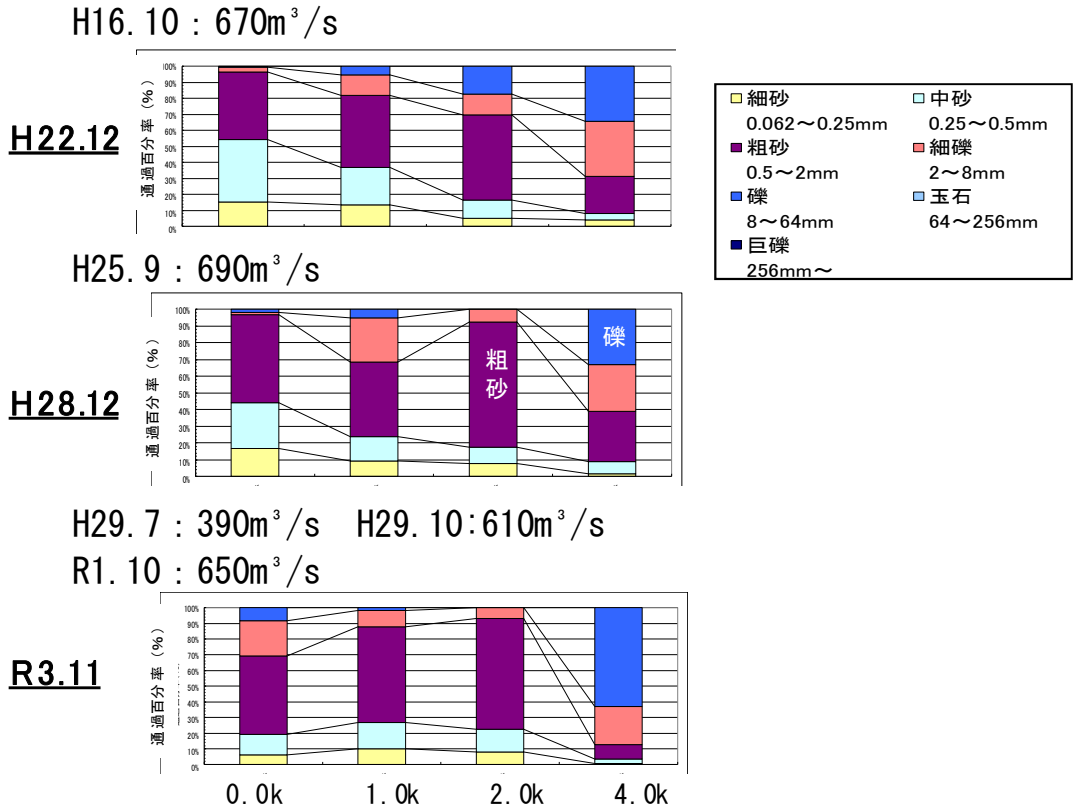 H16.10：670m³/s
H22.12
通過百分率（%）
100%
90%
80%
70%
60%
50%
40%
30%
20%
10%
0%
細砂 中砂
0.062～0.25mm 0.25～0.5mm
粗砂 細礫
0.5～2mm 2～8mm
礫 玉石
8～64mm 64～256mm
巨礫
256mm～
H25.9：690m³/s
H28.12
通過百分率（%）
100%
90%
80%
70%
60%
50%
40%
30%
20%
10%
0%
粗砂
礫
H29.7：390m³/s H29.10:610m³/s
R1.10：650m³/s
R3.11
通過百分率（%）
100%
90%
80%
70%
60%
50%
40%
30%
20%
10%
0%
0.0k 1.0k 2.0k 4.0k